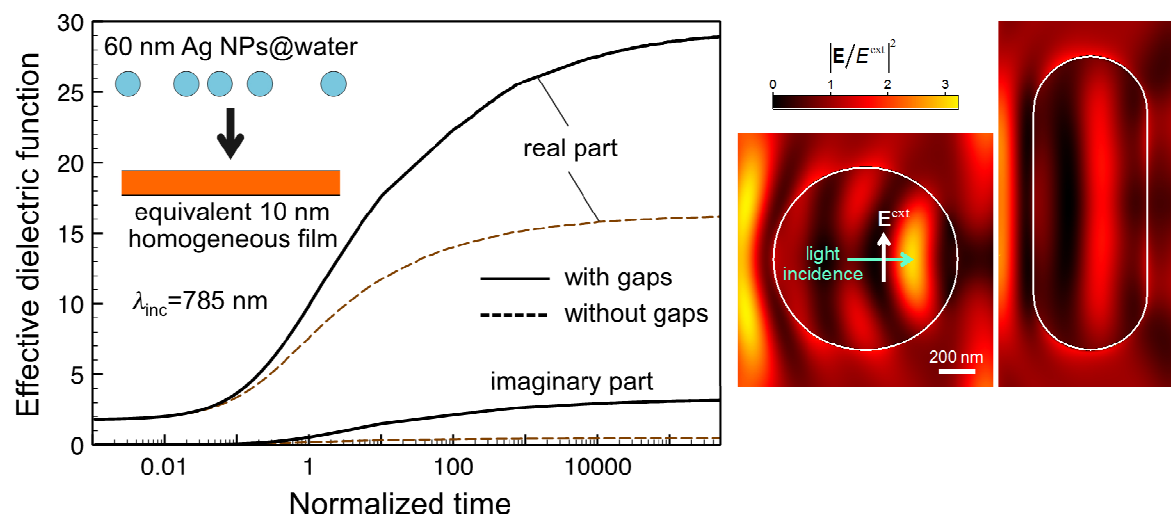 Effective dielectric function
30
25
20
15
10
5
0
60 nm Ag NPs@water
equivalent 10 nm
homogeneous film
λinc=785 nm
real part
with gaps
without gaps
imaginary part
0.01
1
100
10000
Normalized time
|E/E^ext|^2
0
1
2
3
E^ext
light
incidence
200 nm